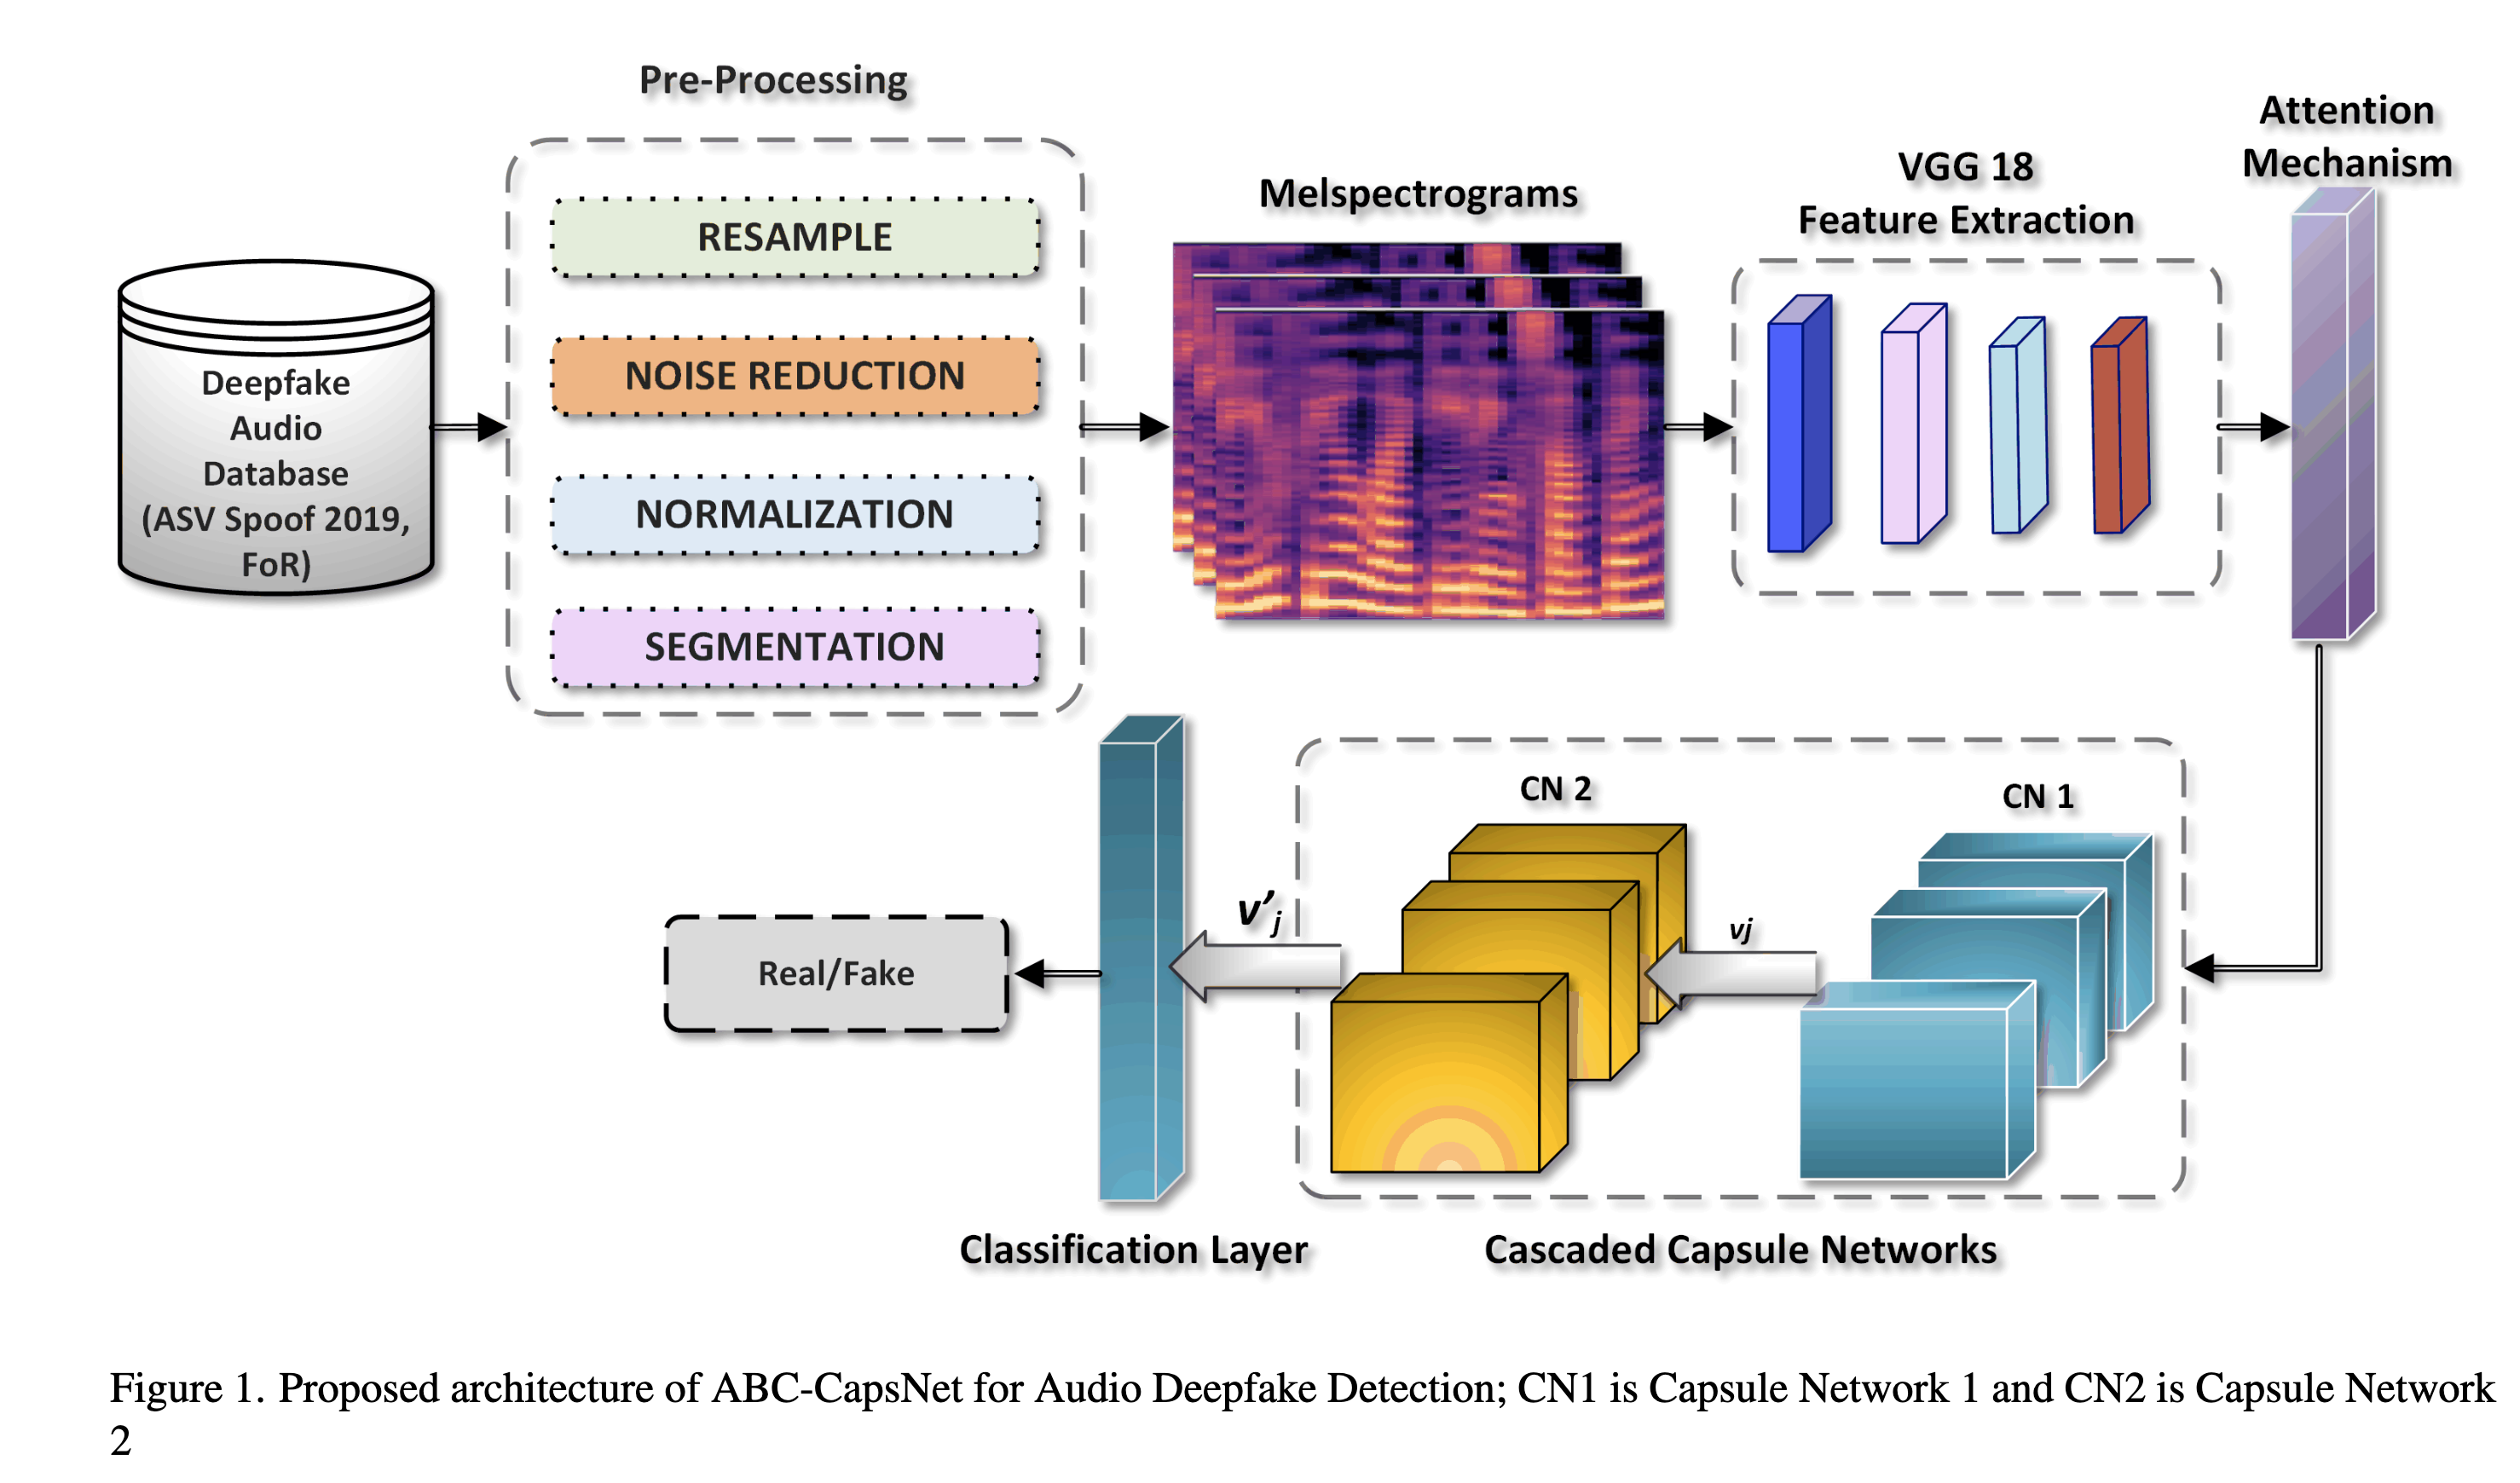 Pre-Processing
RESAMPLE
NOISE REDUCTION
NORMALIZATION
SEGMENTATION
Deepfake
Audio
Database
(ASV Spoof 2019,
FoR)
Melspectrograms
VGG 18
Feature Extraction
Attention
Mechanism
CN 1
CN 2
vj
v’j
Real/Fake
Classification Layer
Cascaded Capsule Networks
Figure 1. Proposed architecture of ABC-CapsNet for Audio Deepfake Detection; CN1 is Capsule Network 1 and CN2 is Capsule Network
2